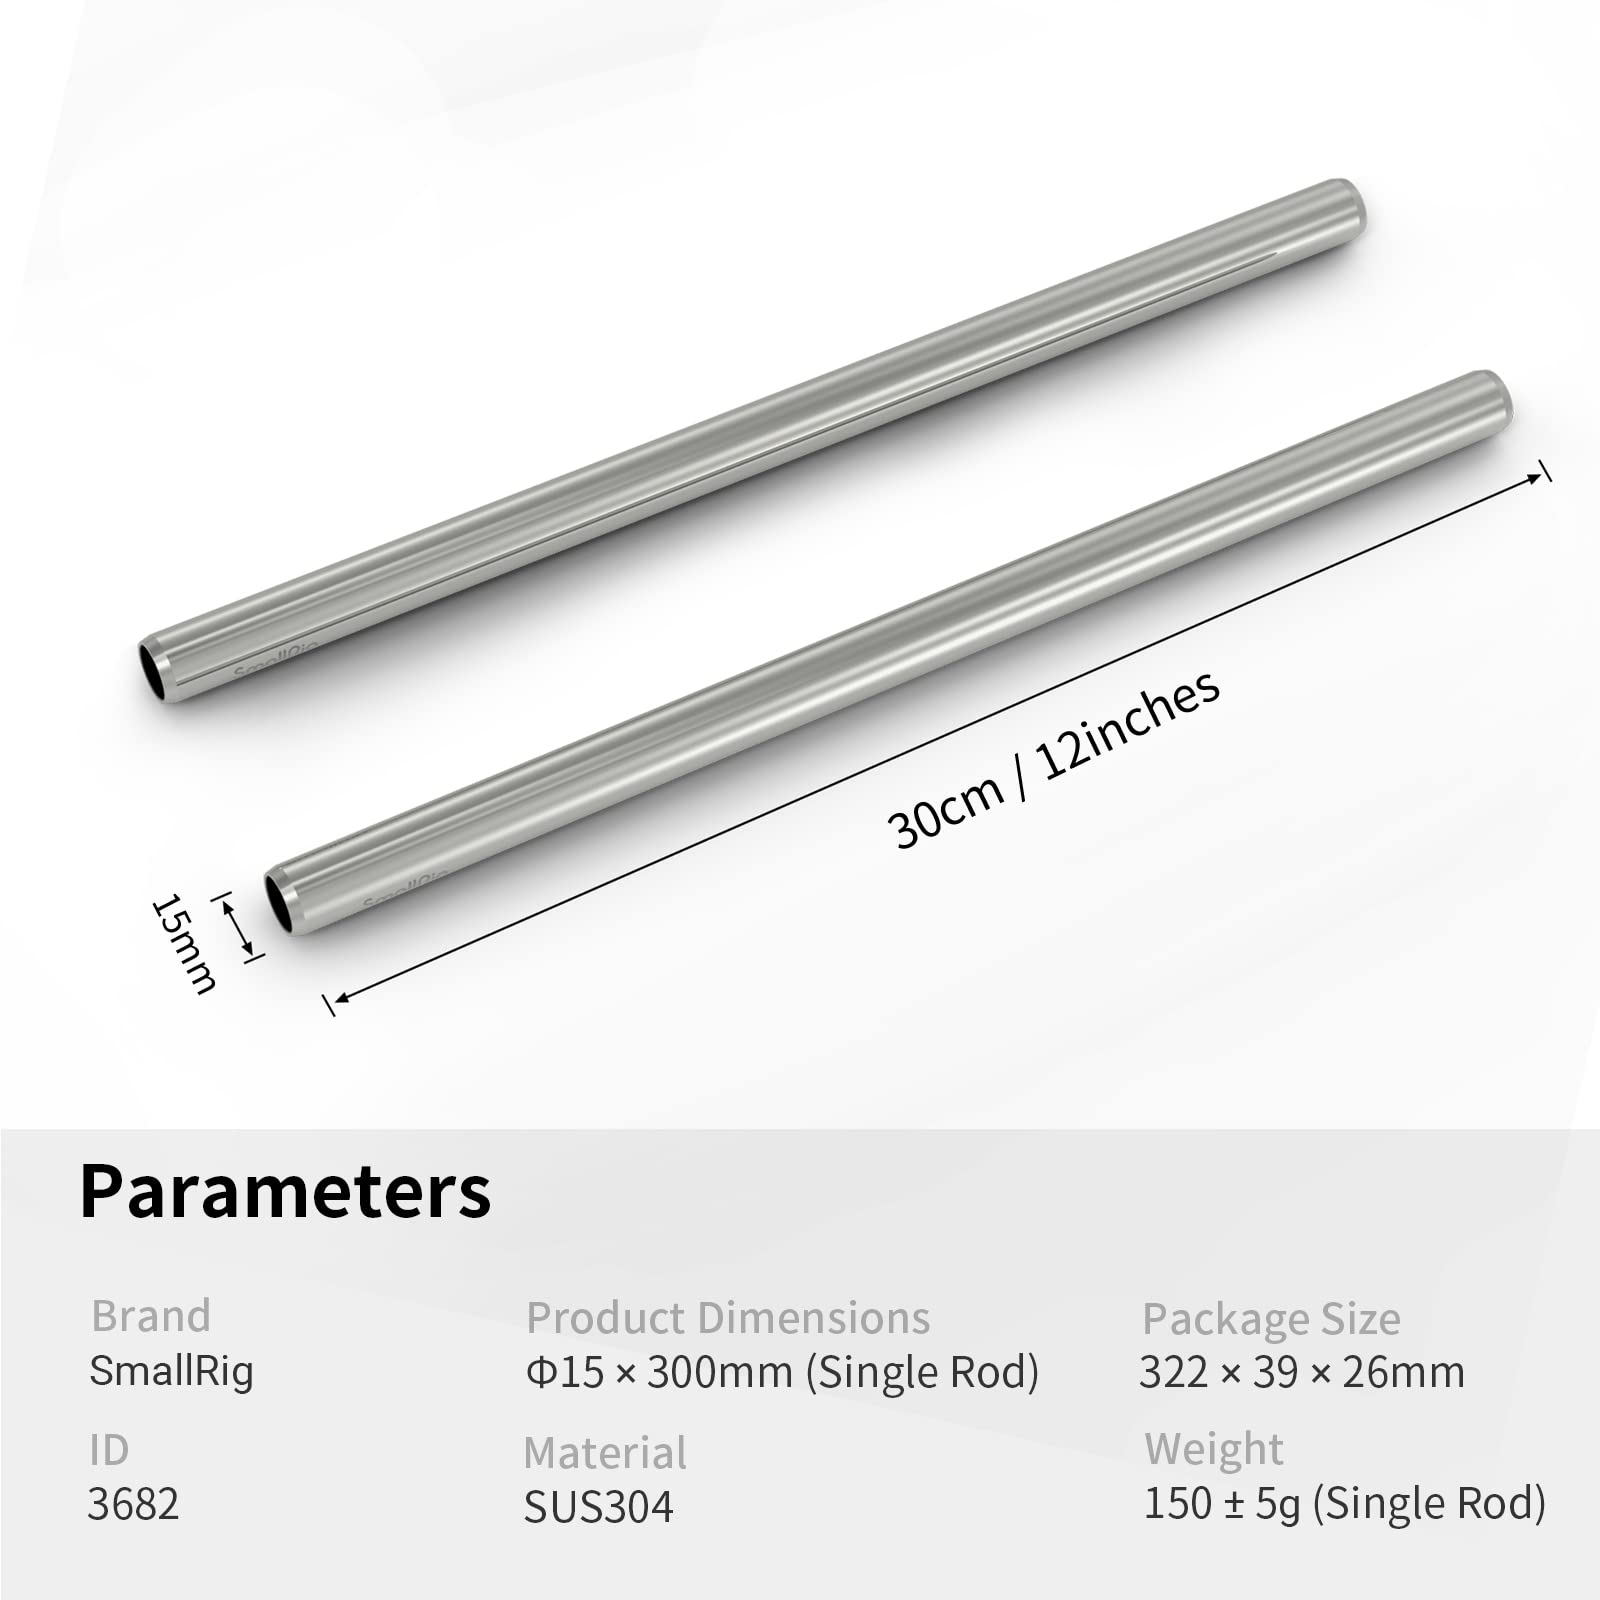 SmallRig
SmallRig
30cm / 12inches
15mm
Parameters
Brand
SmallRig
Product Dimensions
Φ15 × 300mm (Single Rod)
Package Size
322 × 39 × 26mm
ID
3682
Material
SUS304
Weight
150 ± 5g (Single Rod)